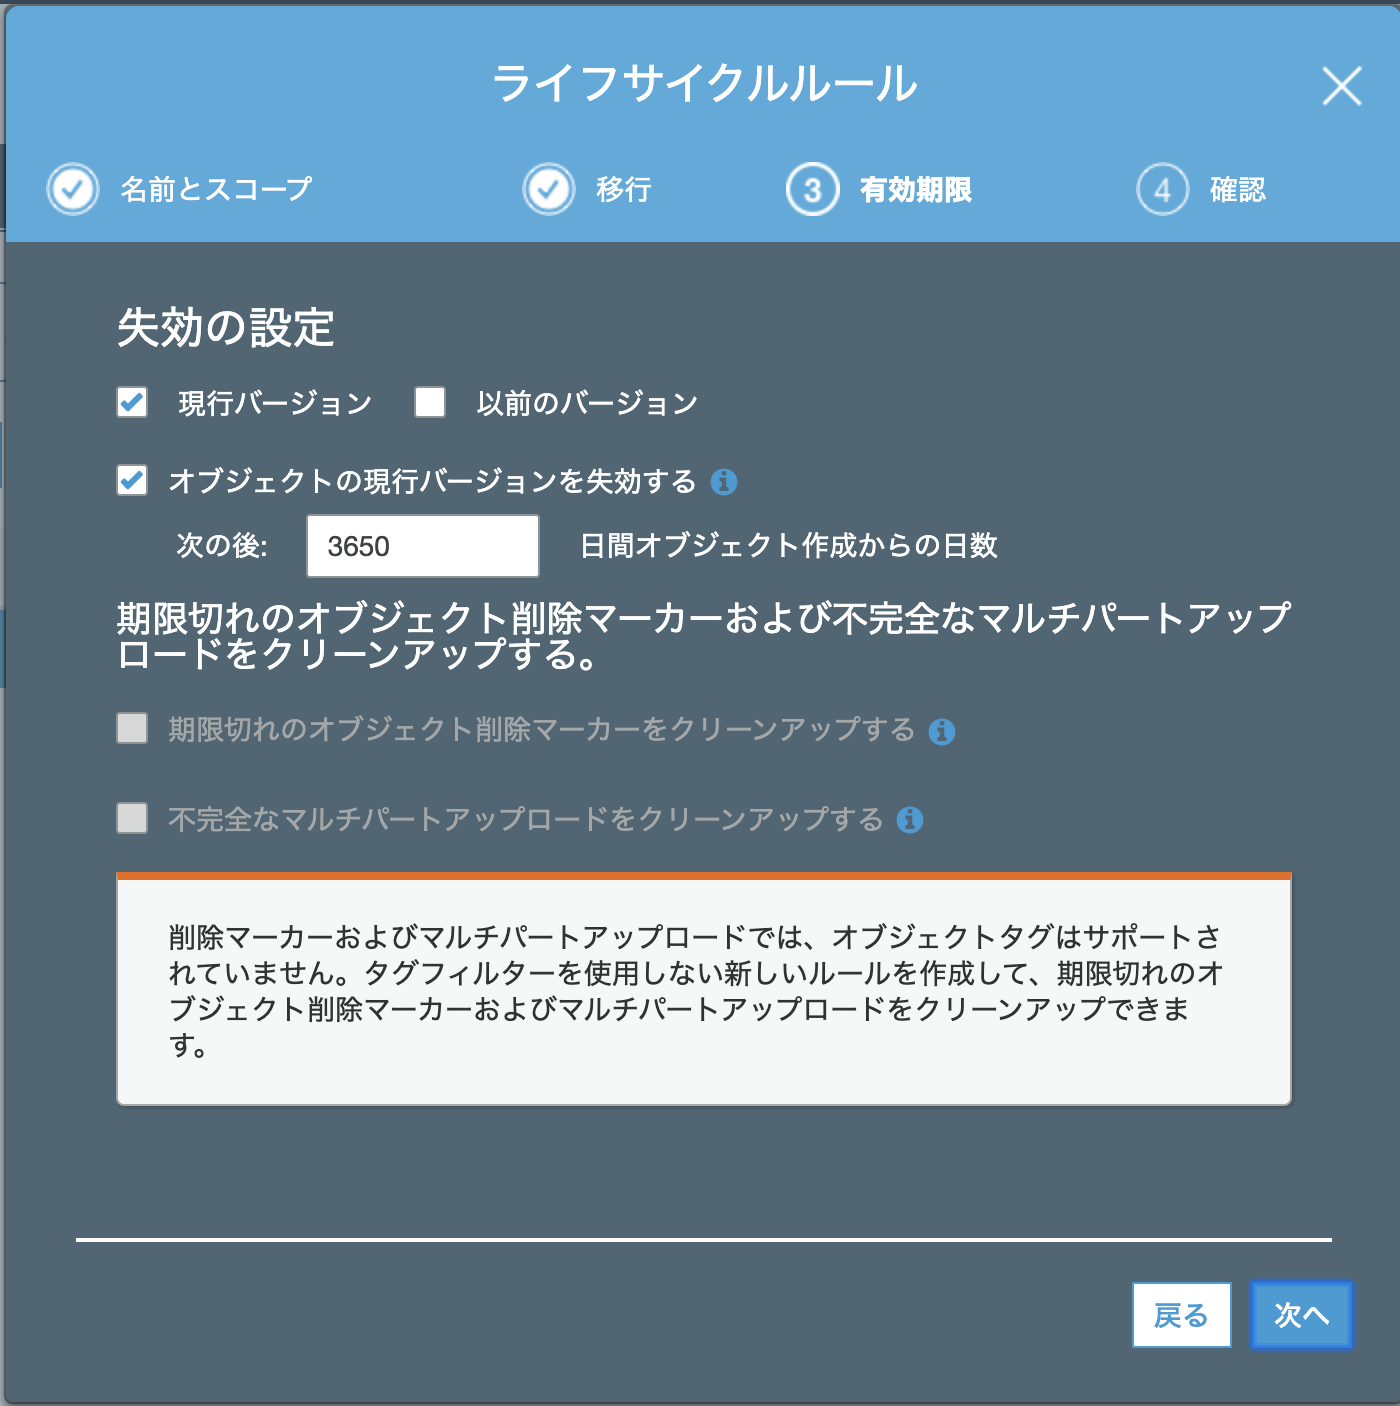 ライフサイクルルール
名前とスコープ
移行
3 有効期限
4 確認
失効の設定
現行バージョン 以前のバージョン
オブジェクトの現行バージョンを失効する
次の後: 3650 日間オブジェクト作成からの日数
期限切れのオブジェクト削除マーカーおよび不完全なマルチパートアップ
ロードをクリーンアップする。
期限切れのオブジェクト削除マーカーをクリーンアップする
不完全なマルチパートアップロードをクリーンアップする
削除マーカーおよびマルチパートアップロードでは、オブジェクトタグはサポートさ
れていません。タグフィルターを使用しない新しいルールを作成して、期限切れのオ
ブジェクト削除マーカーおよびマルチパートアップロードをクリーンアップできま
す。
戻る 次へ